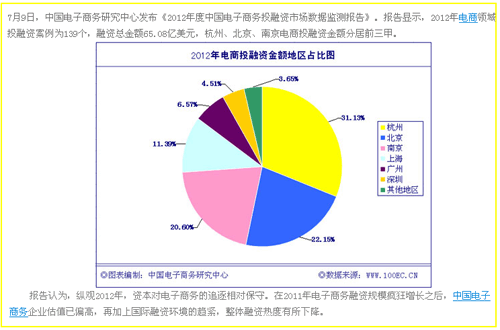 7月9日，中国电子商务研究中心发布《2012年度中国电子商务投融资市场数据监测报告》。报告显示，2012年电商领域
投融资案例为139个，融资总金额65.08亿美元，杭州、北京、南京电商投融资金额分居前三甲。
2012年电商投融资金额地区占比图
4.51%
3.65%
6.57%
31.13%
11.39%
20.60%
22.15%
杭州
北京
南京
上海
广州
深圳
其他地区
◎图表编制：中国电子商务研究中心
◎数据来源：WWW.100EC.CN
报告认为，纵观2012年，资本对电子商务的追逐相对保守。在2011年电子商务融资规模疯狂增长之后，中国电子
商务企业估值已偏高，再加上国际融资环境的趋紧，整体融资热度有所下降。